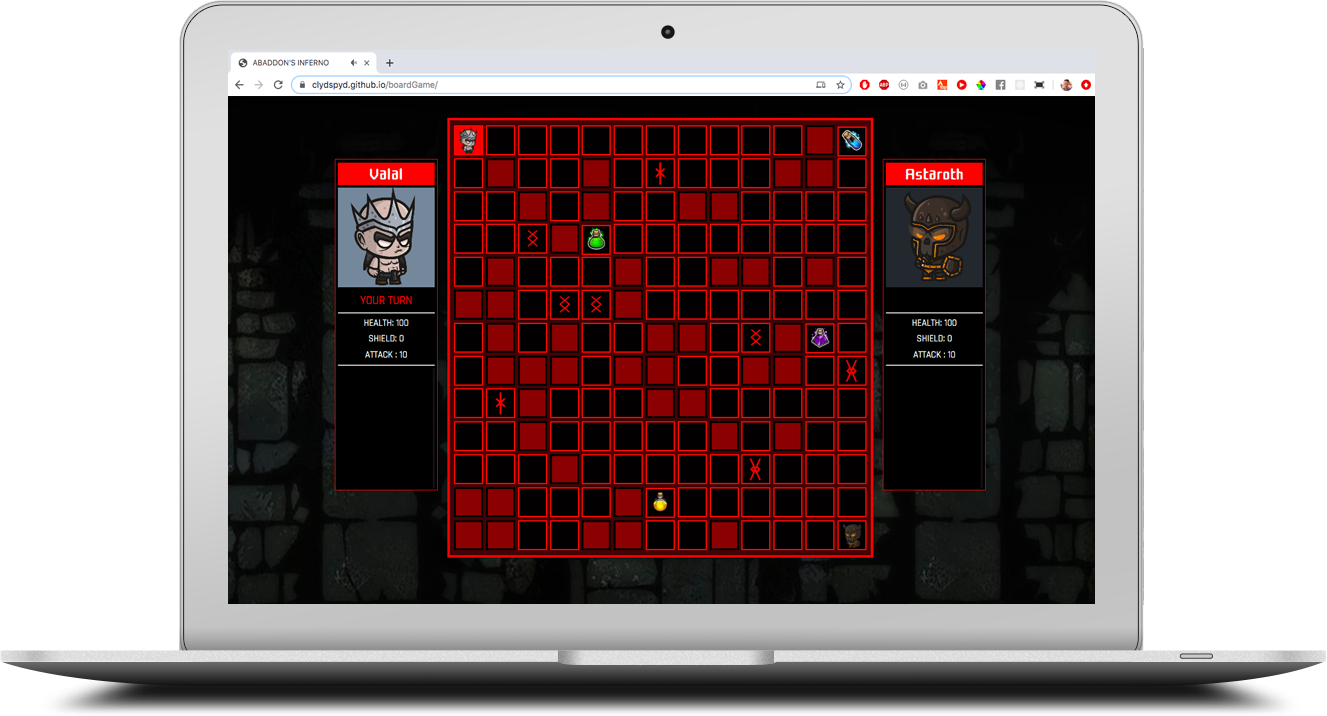 ABADDON'S INFERNO
clydspyd.github.io/boardGame/
ABP
Valal
YOUR TURN
HEALTH: 100
SHIELD: 0
ATTACK : 10
Astaroth
HEALTH: 100
SHIELD: 0
ATTACK : 10